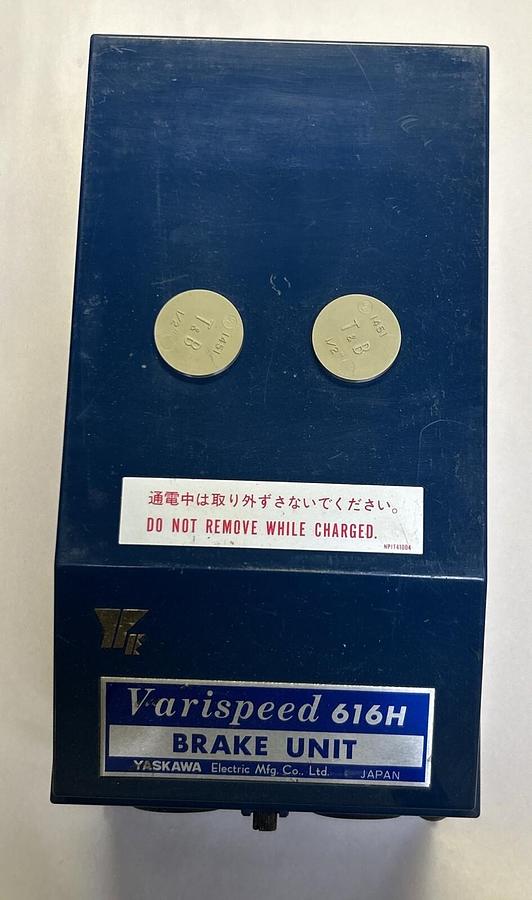 1451
T & B
1/2
1451
T & B
1/2
通電中は取り外ずさないでください。
DO NOT REMOVE WHILE CHARGED.
NPIT41004
Varispeed 616H
BRAKE UNIT
YASKAWA Electric Mfg. Co., Ltd. JAPAN